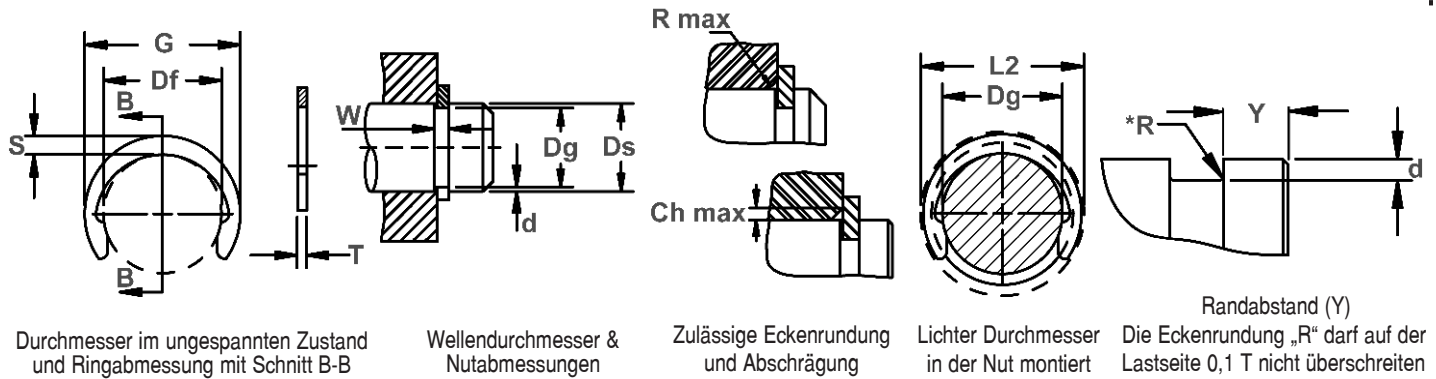 G
Df
B
S
B
T
Durchmesser im ungespannten Zustand
und Ringabmessung mit Schnitt B-B
W
Dg
Ds
d
Wellendurchmesser &
Nutabmessungen
R max
Ch max
Zulässige Eckenrundung
und Abschrägung
L2
Dg
Lichter Durchmesser
in der Nut montiert
*R
Y
d
Randabstand (Y)
Die Eckenrundung „R“ darf auf der
Lastseite 0,1 T nicht überschreiten